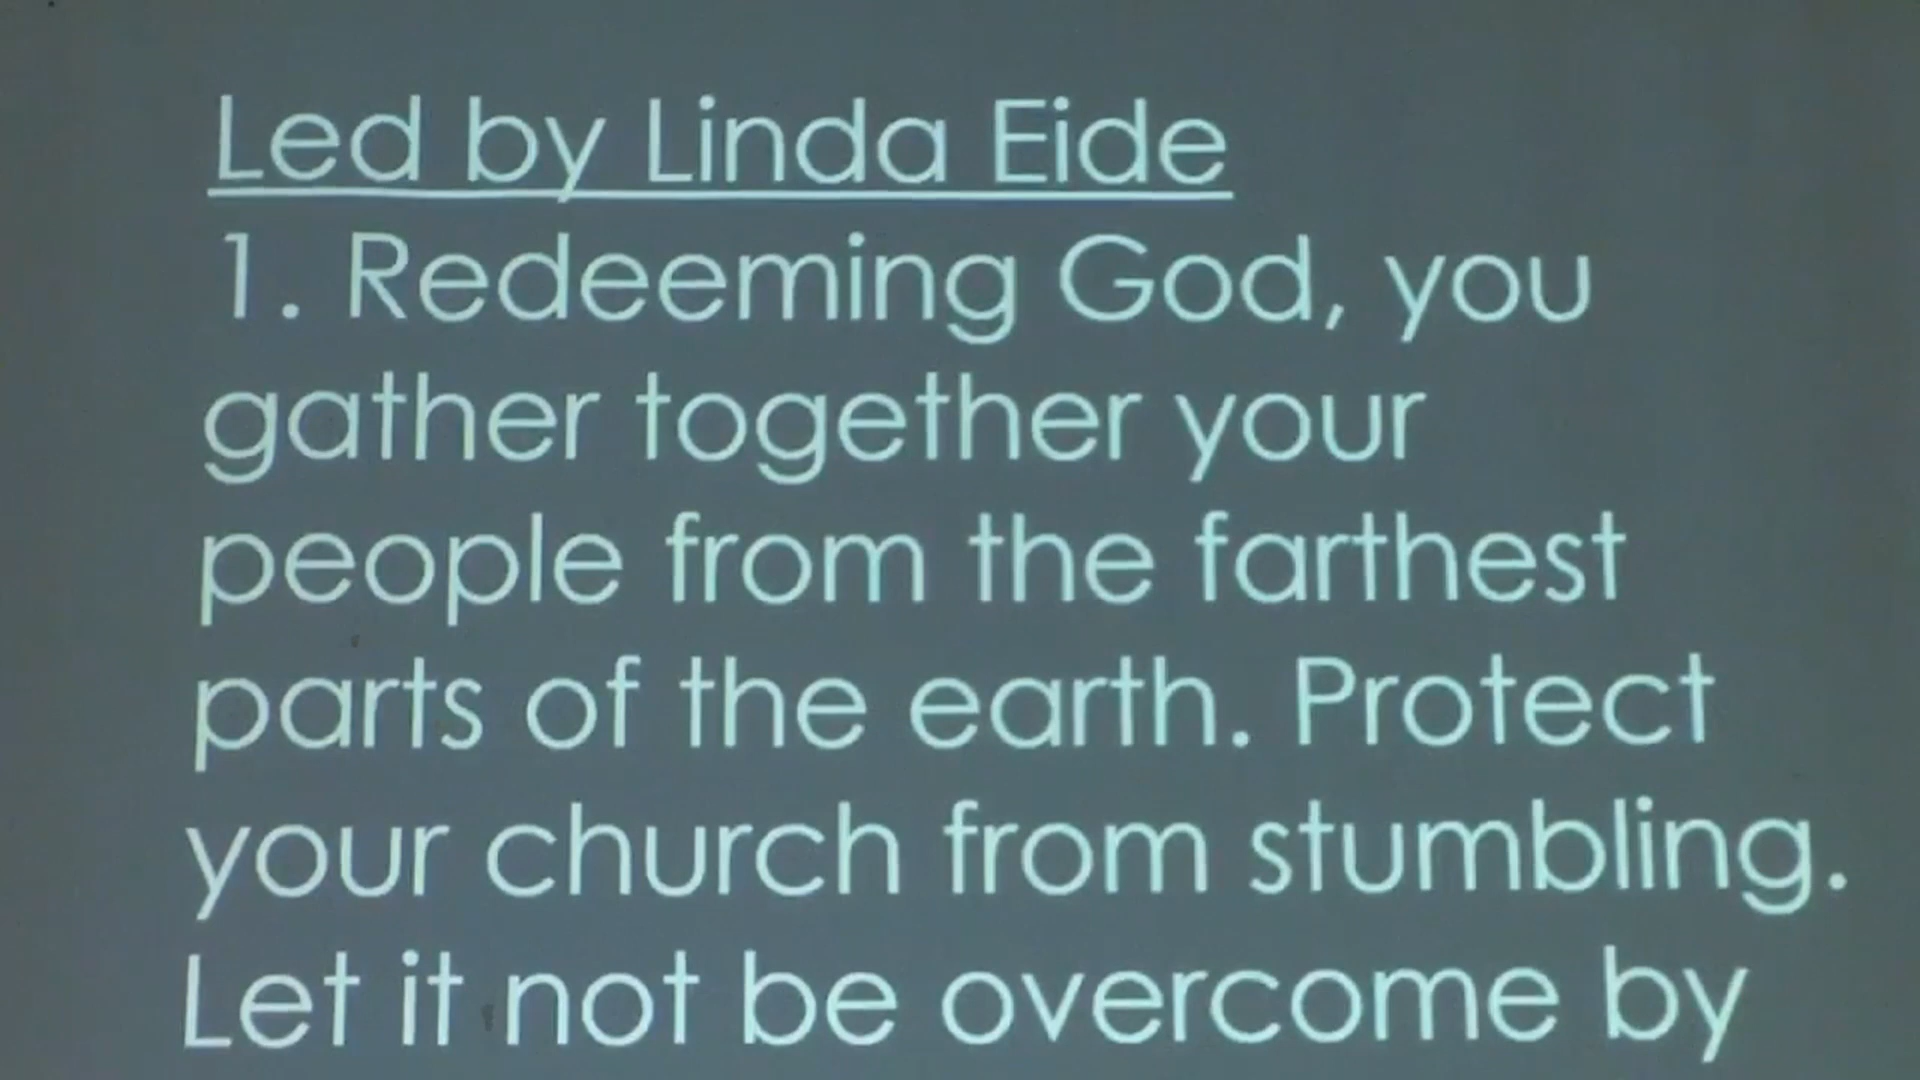 Led by Linda Eide
1. Redeeming God, you
gather together your
people from the farthest
parts of the earth. Protect
your church from stumbling.
Let it not be overcome by